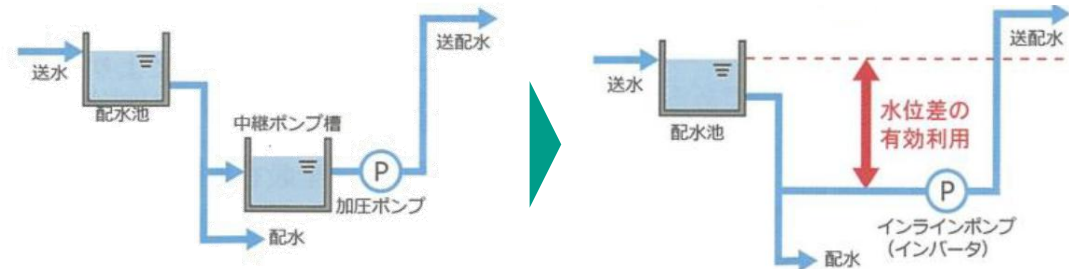 送水
配水池
中継ポンプ槽
P
加圧ポンプ
配水
送配水
送水
配水池
水位差の
有効利用
P
インラインポンプ
(インバータ)
配水
送配水